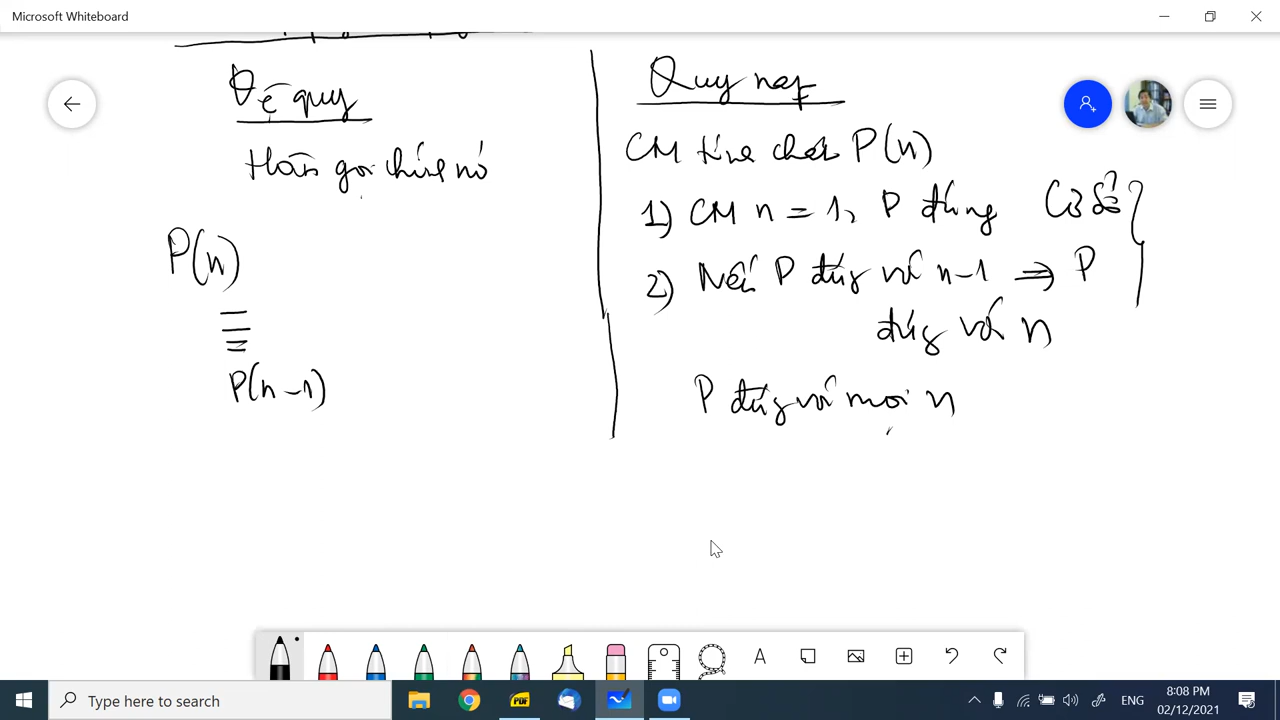 Microsoft Whiteboard
Đệ quy
Hàm gọi chính nó
P(n)
P(n-1)
Quy nạp
CM tính chất P(n)
1) CM n = 1, P đúng Cơ sở
2) Nếu P đúng với n-1 ⇒ P
đúng với n
P đúng với mọi n
A
Type here to search
PDF
ENG
8:08 PM
02/12/2021